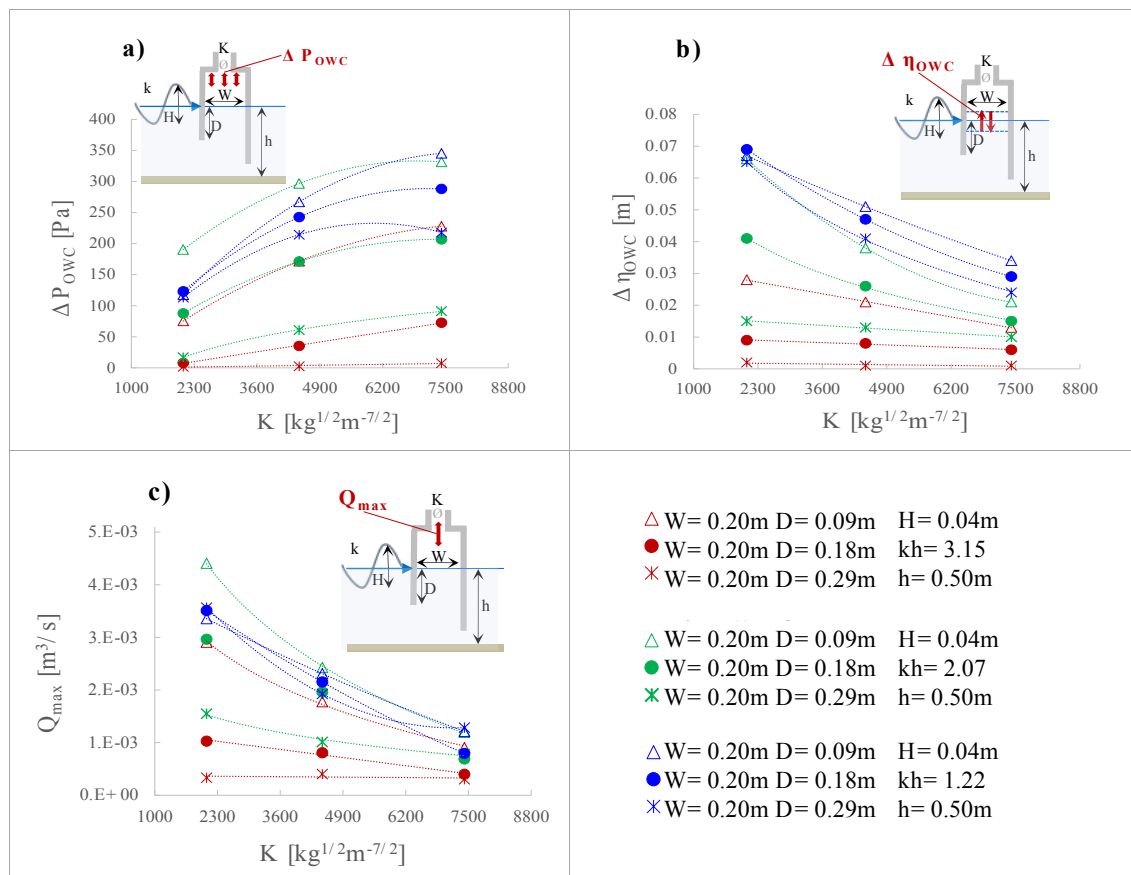 a)
K
Ø
Δ P_OWC
k
W
H
D
h
400
350
300
250
200
150
100
50
0
Δ P_OWC [Pa]
1000 2300 3600 4900 6200 7500 8800
K [kg^1/2 m^-7/2]
b)
K
Ø
Δ η_OWC
k
W
H
D
h
0.08
0.07
0.06
0.05
0.04
0.03
0.02
0.01
0
Δ η_OWC [m]
1000 2300 3600 4900 6200 7500 8800
K [kg^1/2 m^-7/2]
c)
K
Ø
Q_max
k
W
H
D
h
5.E-03
4.E-03
3.E-03
2.E-03
1.E-03
0.E+00
Q_max [m³/s]
1000 2300 3600 4900 6200 7500 8800
K [kg^1/2 m^-7/2]
W= 0.20m D= 0.09m H= 0.04m
W= 0.20m D= 0.18m kh= 3.15
W= 0.20m D= 0.29m h= 0.50m
W= 0.20m D= 0.09m H= 0.04m
W= 0.20m D= 0.18m kh= 2.07
W= 0.20m D= 0.29m h= 0.50m
W= 0.20m D= 0.09m H= 0.04m
W= 0.20m D= 0.18m kh= 1.22
W= 0.20m D= 0.29m h= 0.50m